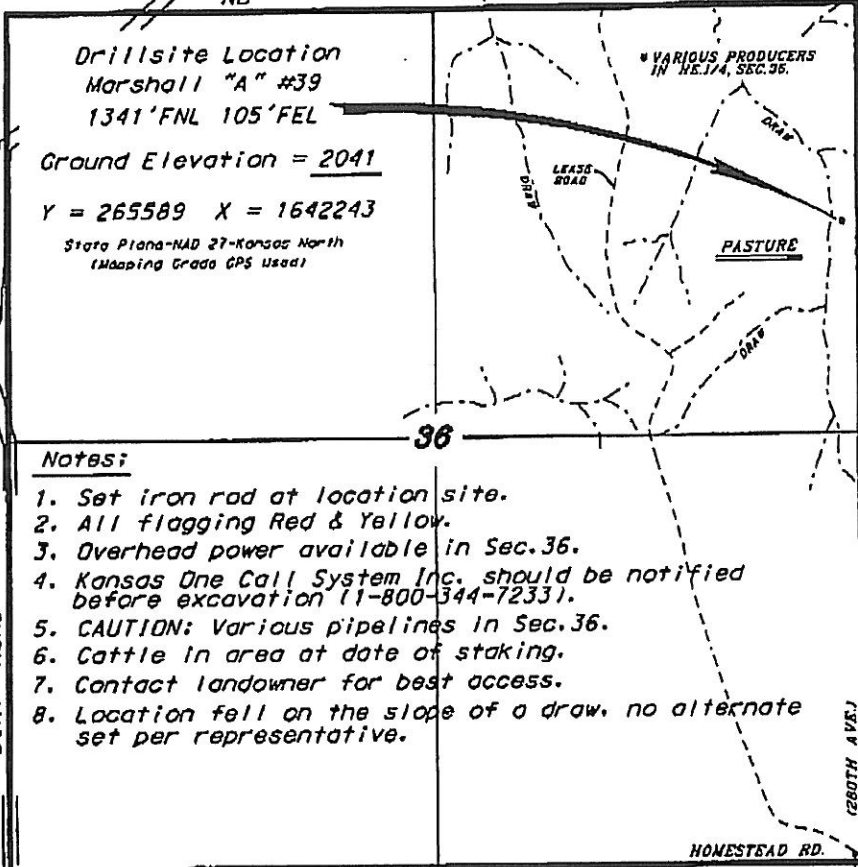 Drillsite Location
Marshall "A" #39
1341'FNL 105'FEL
Ground Elevation = 2041
Y = 265589 X = 1642243
State Plane-NAD 27-Kansas North
(Mapping Grade GPS Used)
* VARIOUS PRODUCERS
IN NE.1/4, SEC.36.
DRAW
DRAW
LEASE
ROAD
PASTURE
DRAW
36
Notes:
1. Set iron rod at location site.
2. All flagging Red & Yellow.
3. Overhead power available in Sec.36.
4. Kansas One Call System Inc. should be notified
before excavation (1-800-344-7233).
5. CAUTION: Various pipelines in Sec.36.
6. Cattle in area at date of staking.
7. Contact landowner for best access.
8. Location fell on the slope of a draw, no alternate
set per representative.
(280TH AVE.)
HOMESTEAD RD.